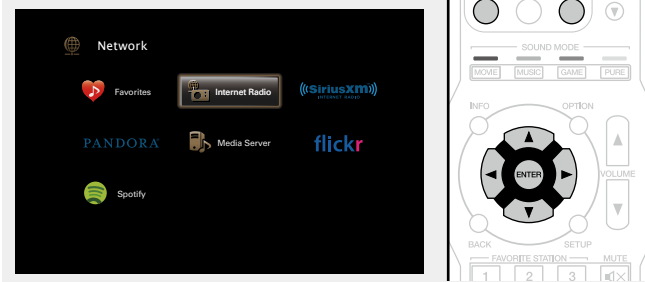 Network
Favorites
Internet Radio
((SiriusXM))
INTERNET RADIO
PANDORA
Media Server
flickr
Spotify
SOUND MODE
MOVIE MUSIC GAME PURE
INFO OPTION
ENTER
VOLUME
BACK SETUP
FAVORITE STATION MUTE
1 2 3